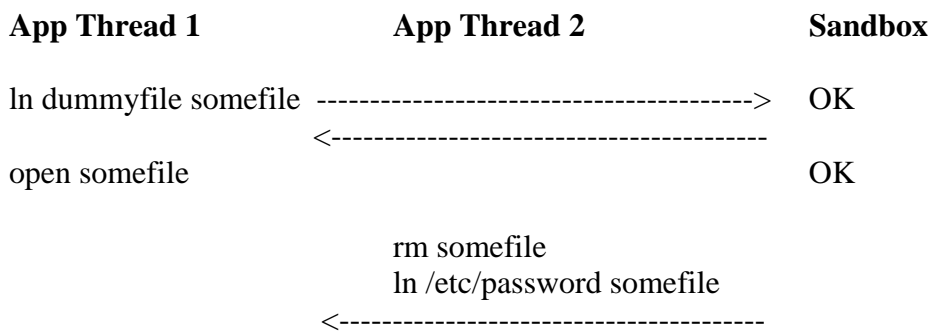 App Thread 1 App Thread 2 Sandbox
ln dummyfile somefile -----------------------------------------> OK
<-----------------------------------------
open somefile OK
rm somefile
ln /etc/password somefile
<----------------------------------------